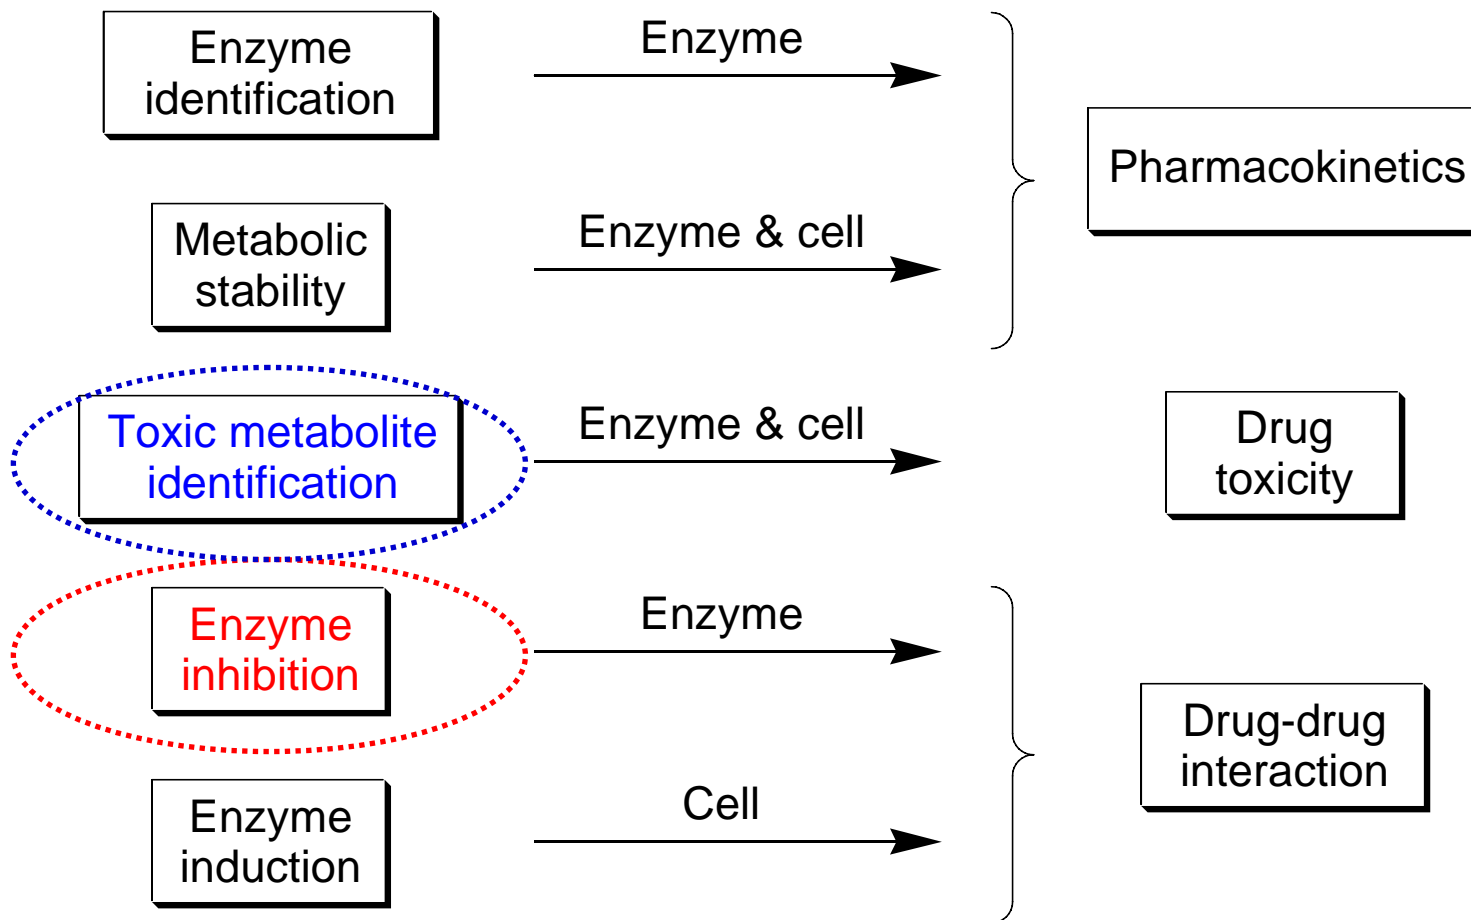 Enzyme
identification
Enzyme
Pharmacokinetics
Metabolic
stability
Enzyme & cell
Toxic metabolite
identification
Enzyme & cell
Drug
toxicity
Enzyme
inhibition
Enzyme
Drug-drug
interaction
Enzyme
induction
Cell